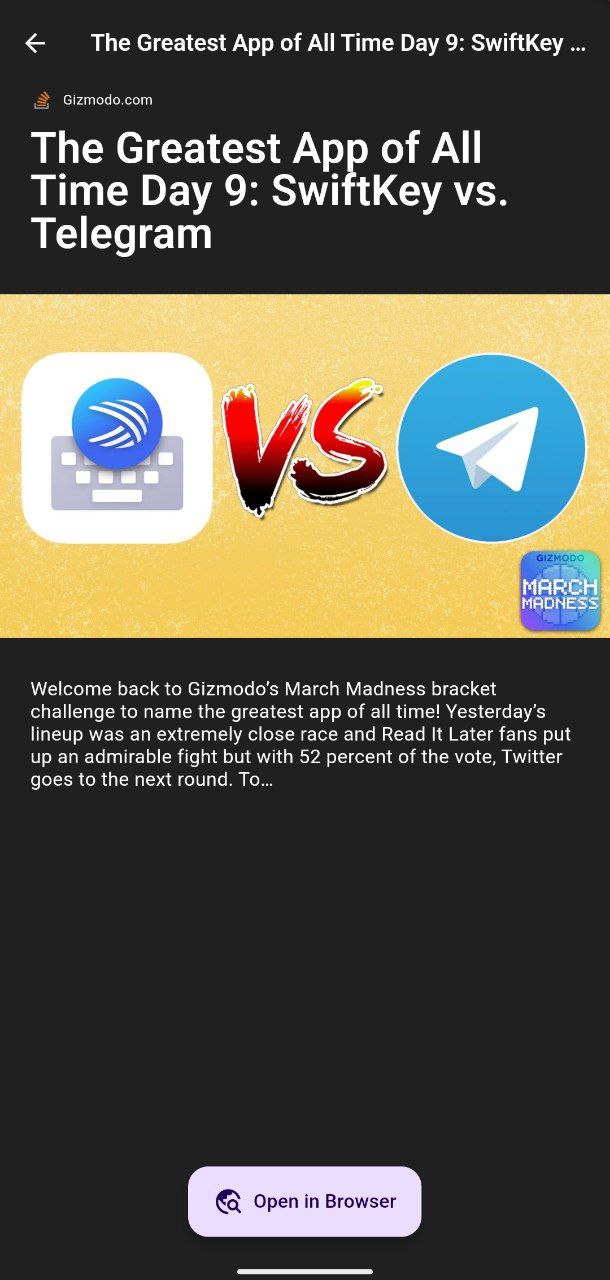 The Greatest App of All Time Day 9: SwiftKey ...
Gizmodo.com
The Greatest App of All
Time Day 9: SwiftKey vs.
Telegram
VS
GIZMODO
MARCH
MADNESS
Welcome back to Gizmodo’s March Madness bracket
challenge to name the greatest app of all time! Yesterday’s
lineup was an extremely close race and Read It Later fans put
up an admirable fight but with 52 percent of the vote, Twitter
goes to the next round. To…
Open in Browser